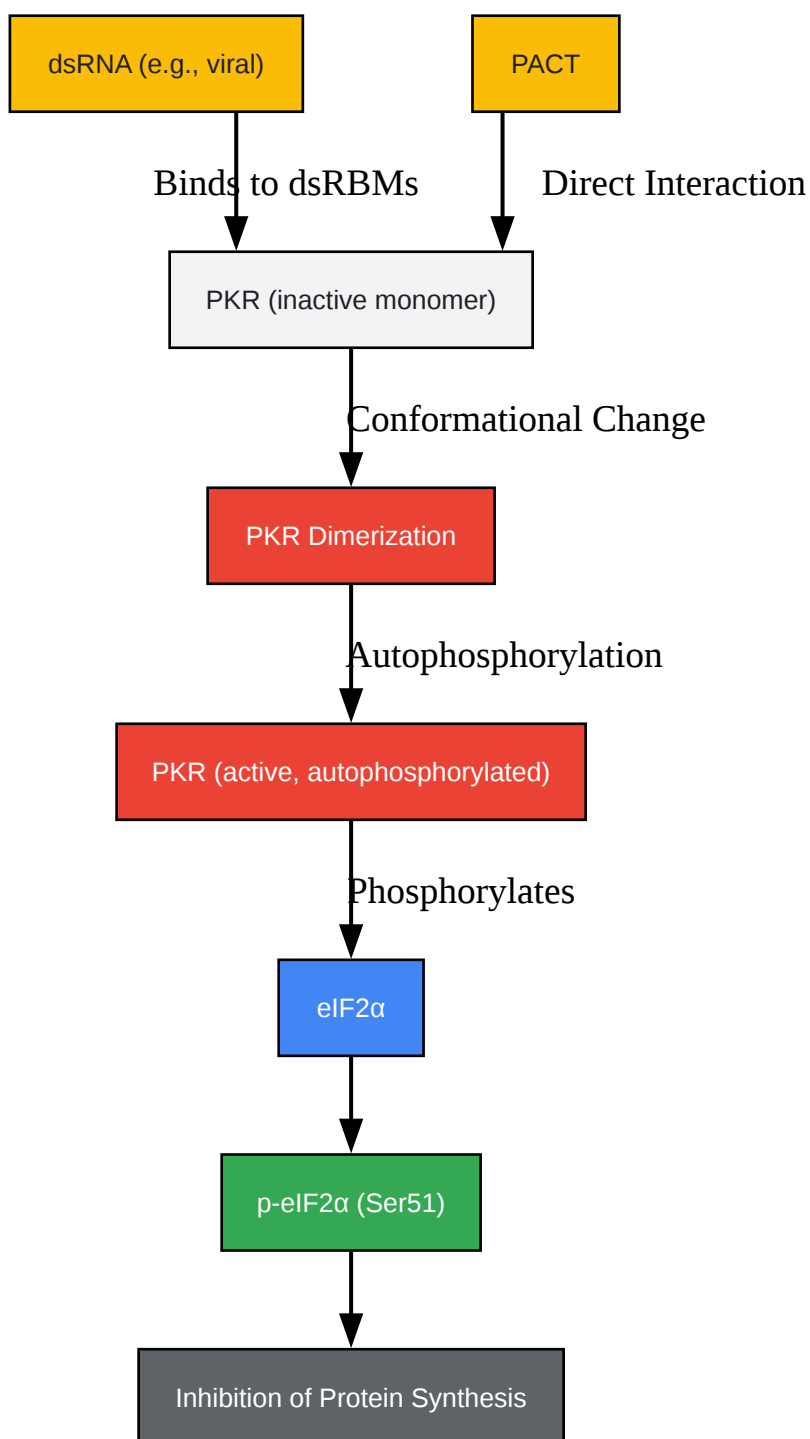 dsRNA (e.g., viral)
PACT
Binds to dsRBMs
Direct Interaction
PKR (inactive monomer)
Conformational Change
PKR Dimerization
Autophosphorylation
PKR (active, autophosphorylated)
Phosphorylates
eIF2α
p-eIF2α (Ser51)
Inhibition of Protein Synthesis